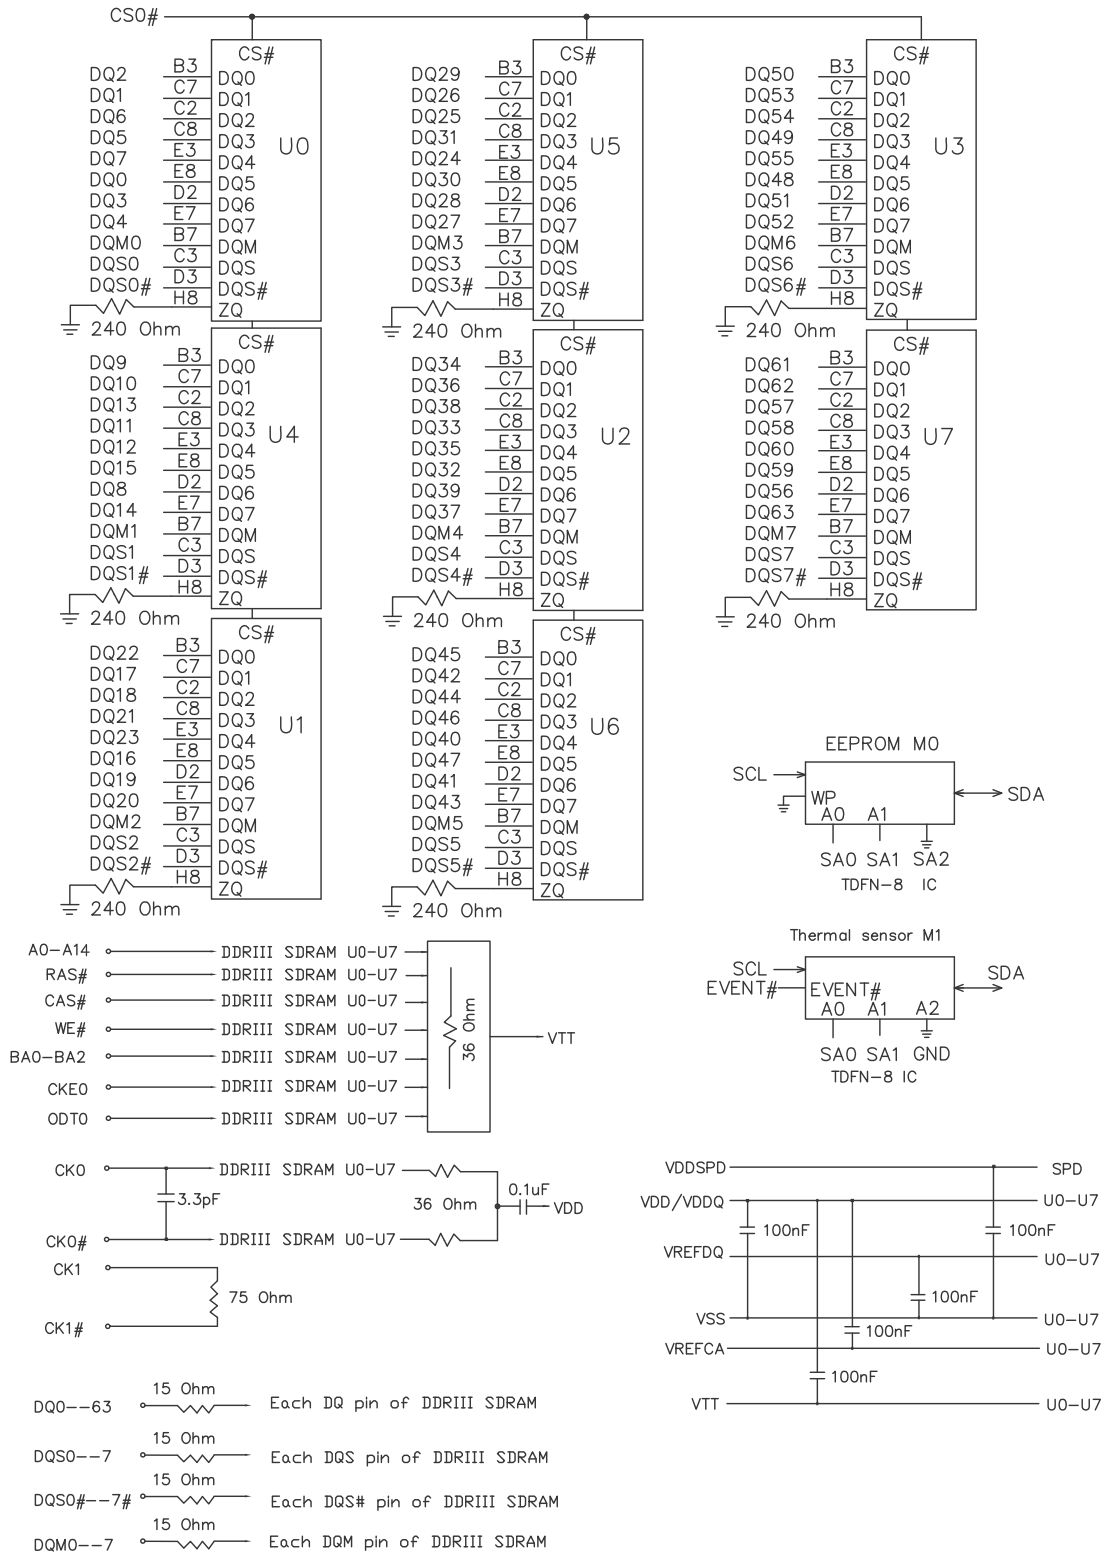 CS0#
CS#
DQ2 B3 DQ0
DQ1 C7 DQ1
DQ6 C2 DQ2
DQ5 C8 DQ3
U0
DQ7 E3 DQ4
DQ0 E8 DQ5
DQ3 D2 DQ6
DQ4 E7 DQ7
DQM0 B7 DQM
DQS0 C3 DQS
DQS0# D3 DQS#
H8 ZQ
240 Ohm
CS#
DQ9 B3 DQ0
DQ10 C7 DQ1
DQ13 C2 DQ2
DQ11 C8 DQ3
U4
DQ12 E3 DQ4
DQ15 E8 DQ5
DQ8 D2 DQ6
DQ14 E7 DQ7
DQM1 B7 DQM
DQS1 C3 DQS
DQS1# D3 DQS#
H8 ZQ
240 Ohm
CS#
DQ22 B3 DQ0
DQ17 C7 DQ1
DQ18 C2 DQ2
DQ21 C8 DQ3
U1
DQ23 E3 DQ4
DQ16 E8 DQ5
DQ19 D2 DQ6
DQ20 E7 DQ7
DQM2 B7 DQM
DQS2 C3 DQS
DQS2# D3 DQS#
H8 ZQ
240 Ohm
CS#
DQ29 B3 DQ0
DQ26 C7 DQ1
DQ25 C2 DQ2
DQ31 C8 DQ3
U5
DQ24 E3 DQ4
DQ30 E8 DQ5
DQ28 D2 DQ6
DQ27 E7 DQ7
DQM3 B7 DQM
DQS3 C3 DQS
DQS3# D3 DQS#
H8 ZQ
240 Ohm
CS#
DQ34 B3 DQ0
DQ36 C7 DQ1
DQ38 C2 DQ2
DQ33 C8 DQ3
U2
DQ35 E3 DQ4
DQ32 E8 DQ5
DQ39 D2 DQ6
DQ37 E7 DQ7
DQM4 B7 DQM
DQS4 C3 DQS
DQS4# D3 DQS#
H8 ZQ
240 Ohm
CS#
DQ45 B3 DQ0
DQ42 C7 DQ1
DQ44 C2 DQ2
DQ46 C8 DQ3
U6
DQ40 E3 DQ4
DQ47 E8 DQ5
DQ41 D2 DQ6
DQ43 E7 DQ7
DQM5 B7 DQM
DQS5 C3 DQS
DQS5# D3 DQS#
H8 ZQ
240 Ohm
CS#
DQ50 B3 DQ0
DQ53 C7 DQ1
DQ54 C2 DQ2
DQ49 C8 DQ3
U3
DQ55 E3 DQ4
DQ48 E8 DQ5
DQ51 D2 DQ6
DQ52 E7 DQ7
DQM6 B7 DQM
DQS6 C3 DQS
DQS6# D3 DQS#
H8 ZQ
240 Ohm
CS#
DQ61 B3 DQ0
DQ62 C7 DQ1
DQ57 C2 DQ2
DQ58 C8 DQ3
U7
DQ60 E3 DQ4
DQ59 E8 DQ5
DQ56 D2 DQ6
DQ63 E7 DQ7
DQM7 B7 DQM
DQS7 C3 DQS
DQS7# D3 DQS#
H8 ZQ
240 Ohm
EEPROM M0
SCL
SDA
WP
A0 A1
SA0 SA1 SA2
TDFN-8 IC
Thermal sensor M1
SCL
SDA
EVENT# EVENT#
A0 A1 A2
SA0 SA1 GND
TDFN-8 IC
A0-A14 DDRIII SDRAM U0-U7
RAS# DDRIII SDRAM U0-U7
CAS# DDRIII SDRAM U0-U7
WE# DDRIII SDRAM U0-U7
BA0-BA2 DDRIII SDRAM U0-U7
CKE0 DDRIII SDRAM U0-U7
ODT0 DDRIII SDRAM U0-U7
36 Ohm
VTT
CK0 DDRIII SDRAM U0-U7
3.3pF
36 Ohm
0.1uF
VDD
CK0# DDRIII SDRAM U0-U7
CK1
75 Ohm
CK1#
VDDSPD SPD
VDD/VDDQ U0-U7
100nF 100nF
VREFDQ U0-U7
100nF
VSS U0-U7
100nF
VREFCA U0-U7
100nF
VTT U0-U7
15 Ohm
DQ0--63 Each DQ pin of DDRIII SDRAM
15 Ohm
DQS0--7 Each DQS pin of DDRIII SDRAM
15 Ohm
DQS0#--7# Each DQS# pin of DDRIII SDRAM
15 Ohm
DQM0--7 Each DQM pin of DDRIII SDRAM